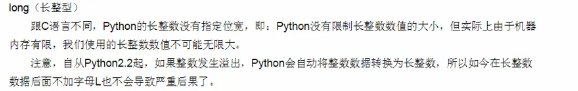 long（长整型）
跟C语言不同，Python的长整数没有指定位宽，即：Python没有限制长整数数值的大小，但实际上由于机器
内存有限，我们使用的长整数数值不可能无限大。
注意，自从Python2.2起，如果整数发生溢出，Python会自动将整数数据转换为长整数，所以如今在长整数
数据后面不加字母L也不会导致严重后果了。